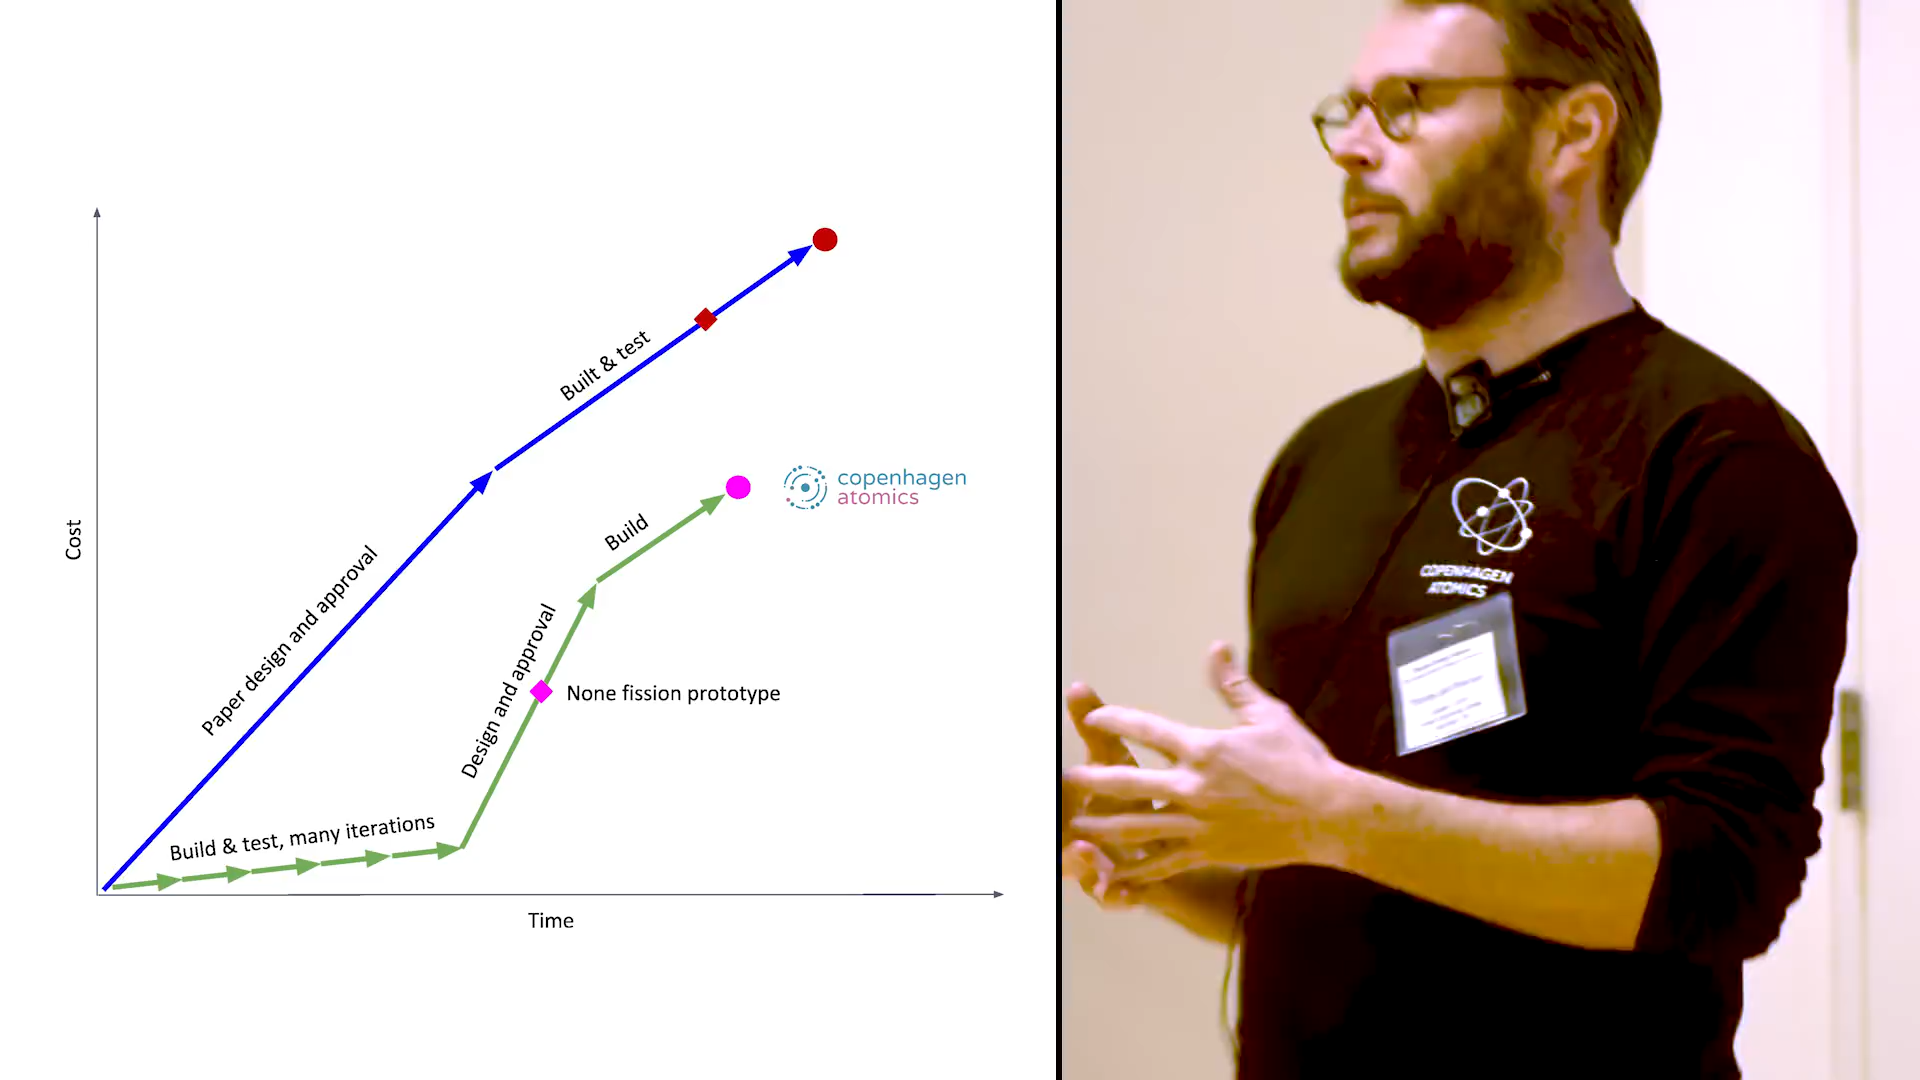 Built & test
copenhagen
atomics
Build
Cost
Paper design and approval
Design and approval
None fission prototype
Build & test, many iterations
Time
COPENHAGEN
ATOMICS